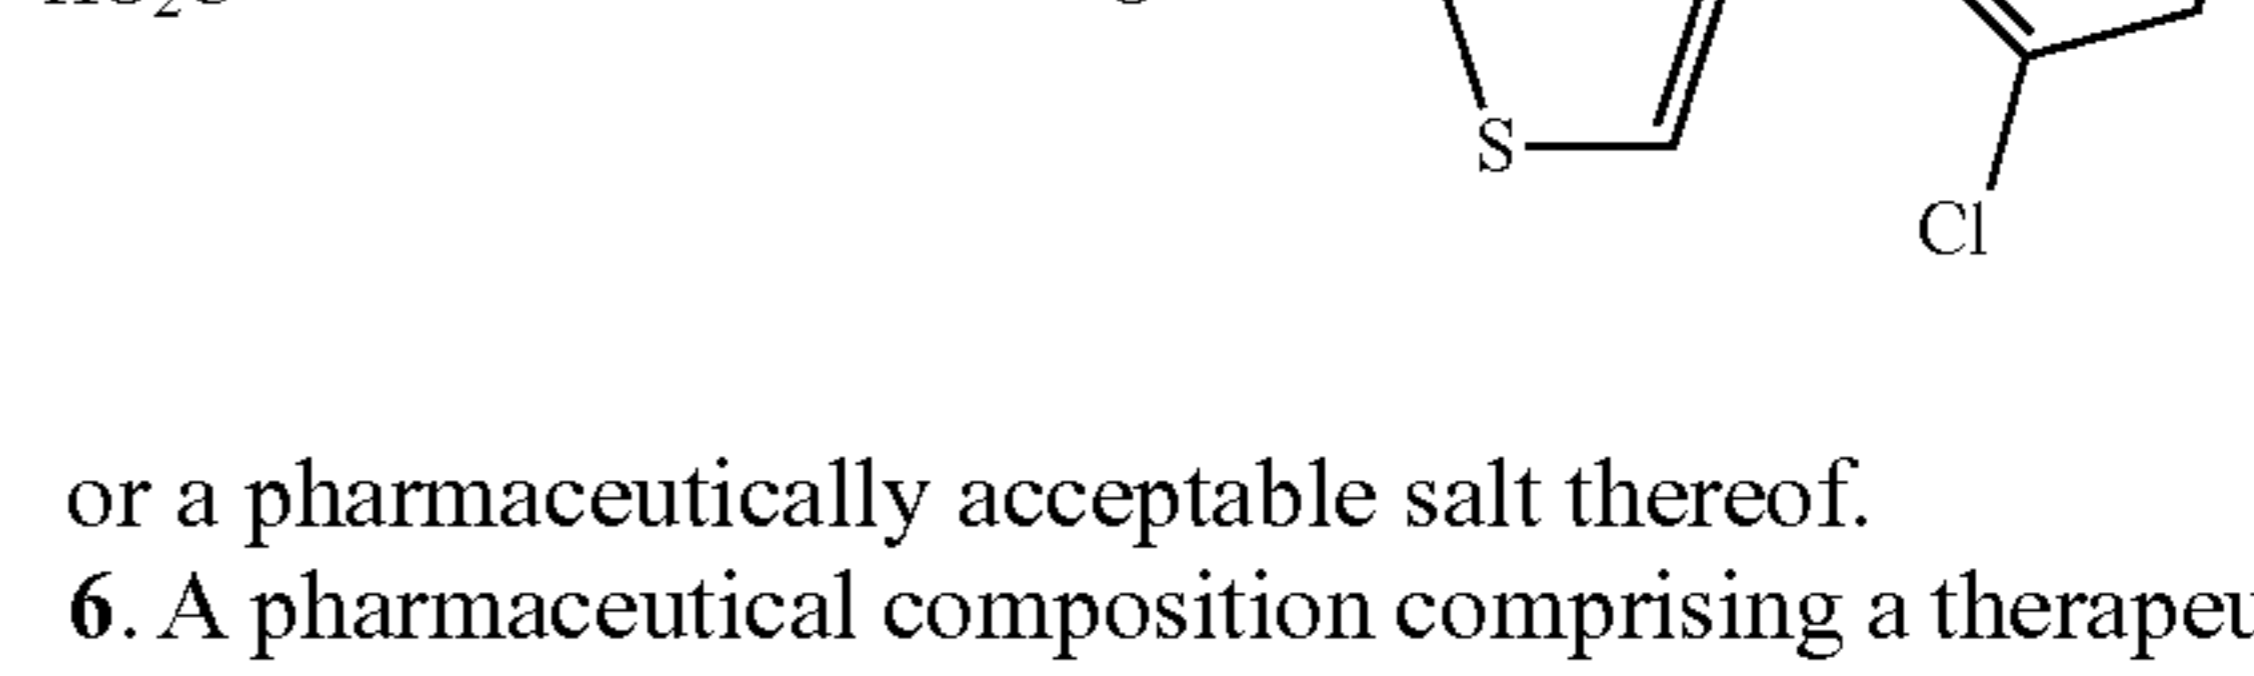 S
Cl
or a pharmaceutically acceptable salt thereof.
6. A pharmaceutical composition comprising a therapeu